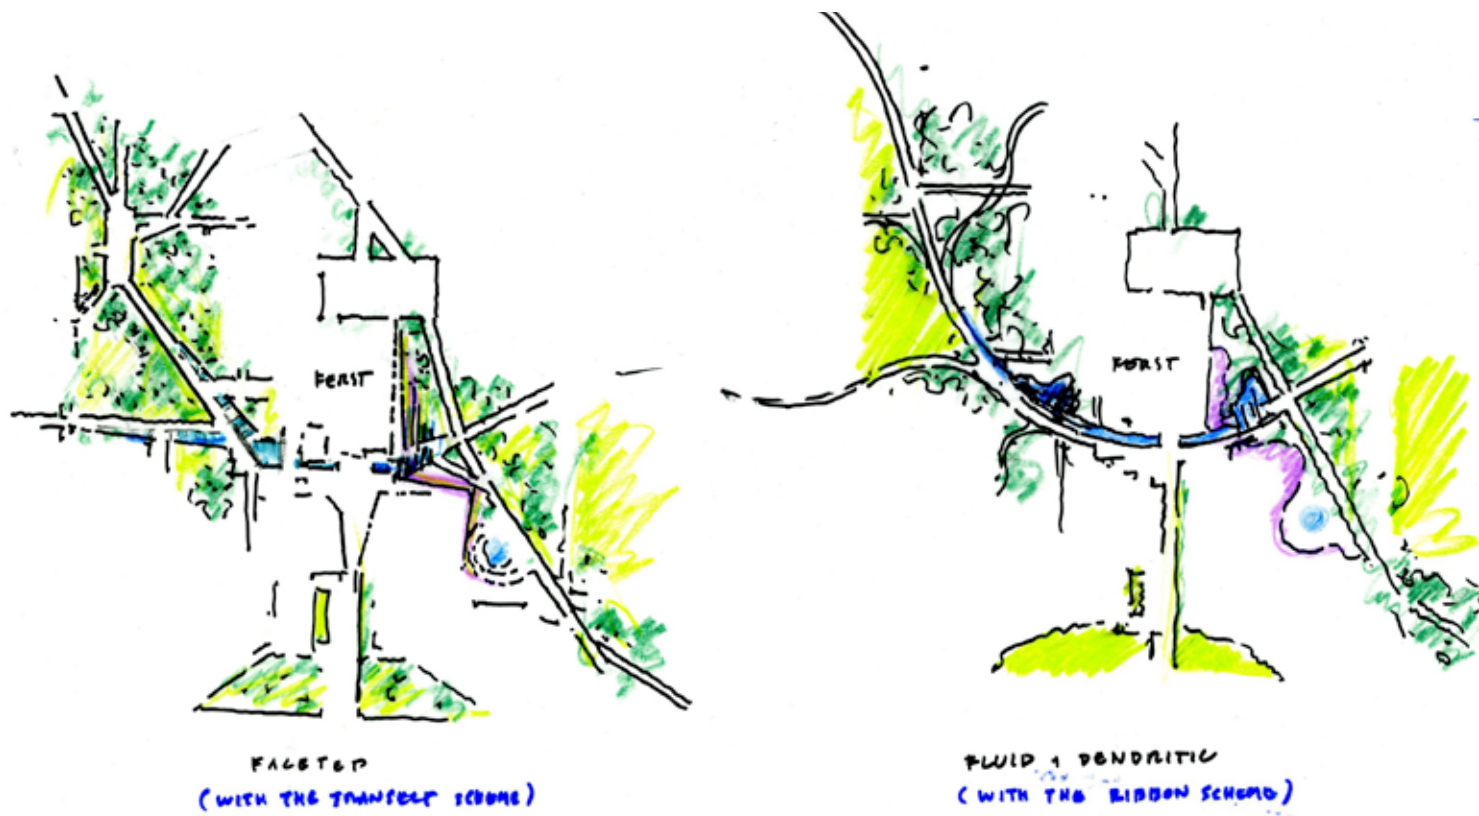 FERST
FERST
FACETED
(WITH THE TRANSECT SCHEME)
FLUID + DENDRITIC
(WITH THE RIBBON SCHEME)